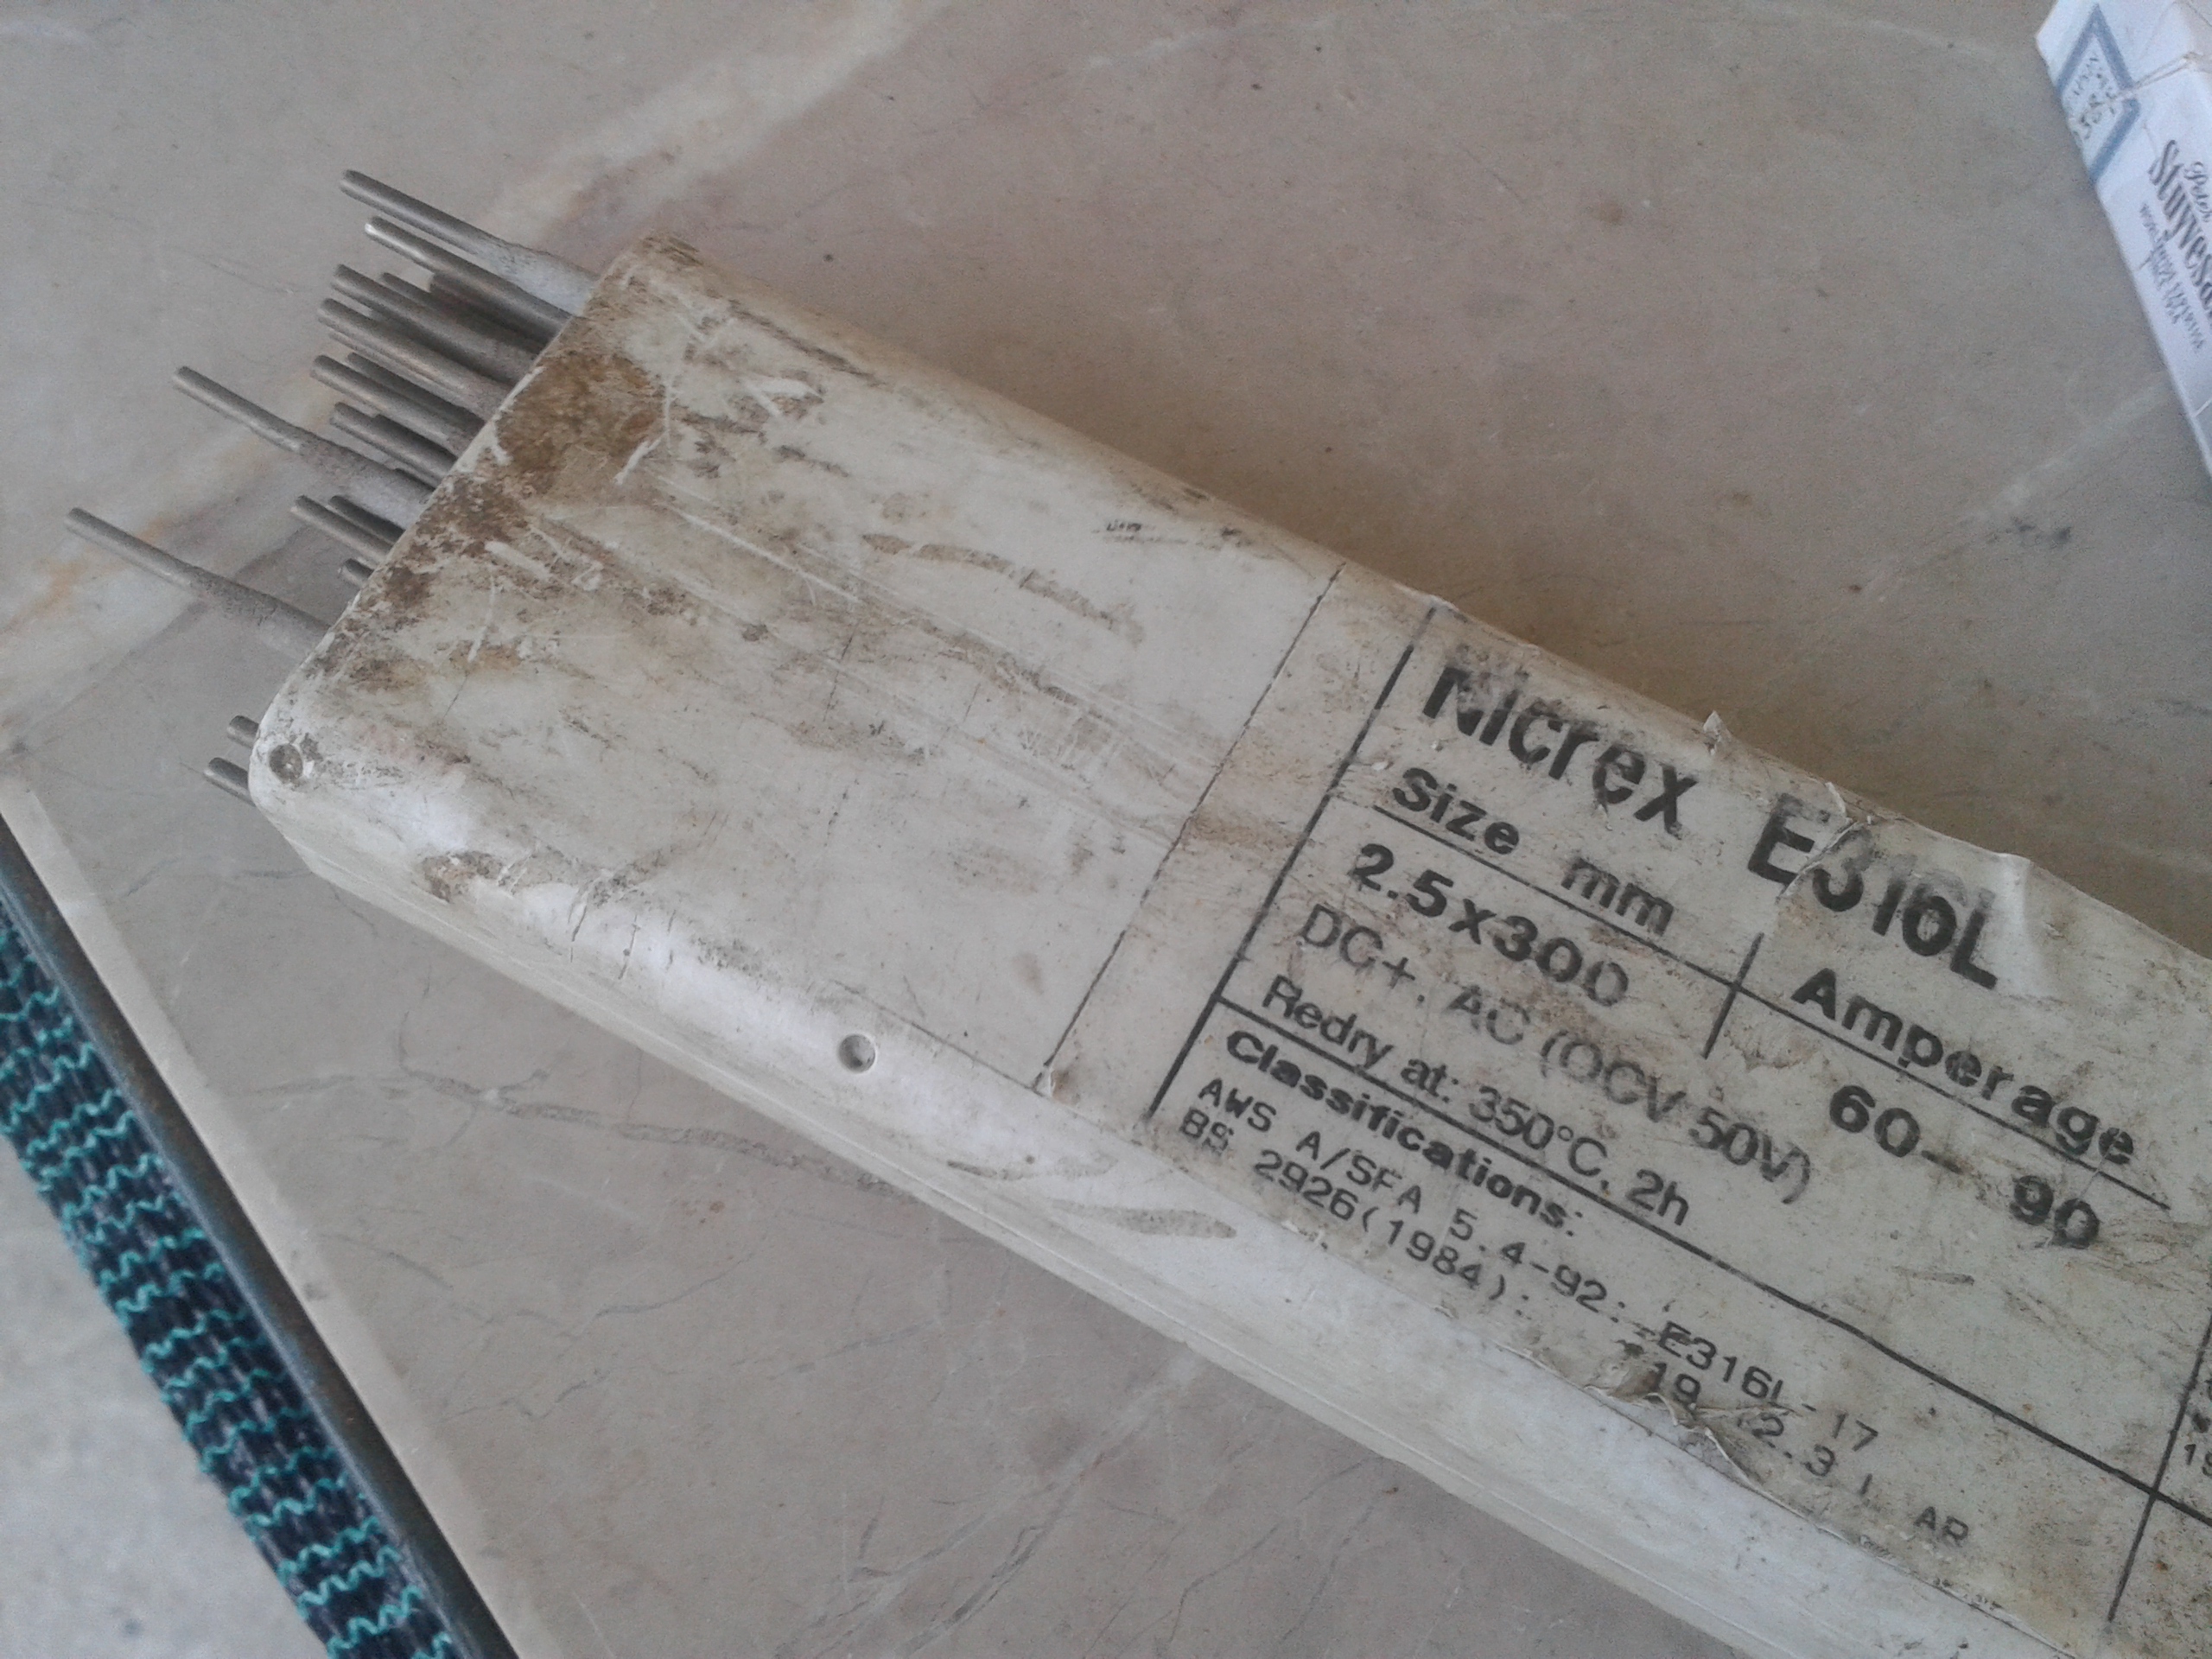 Nicrex E316L
Size mm Amperage
2.5x300 60- 90
DC+, AC (OCV 50V)
Redry at: 350°C, 2h
Classifications:
AWS A/SFA 5.4-92: E316L-17
BS 2926(1984): 19. 12.3 L AR
Stuyvesa